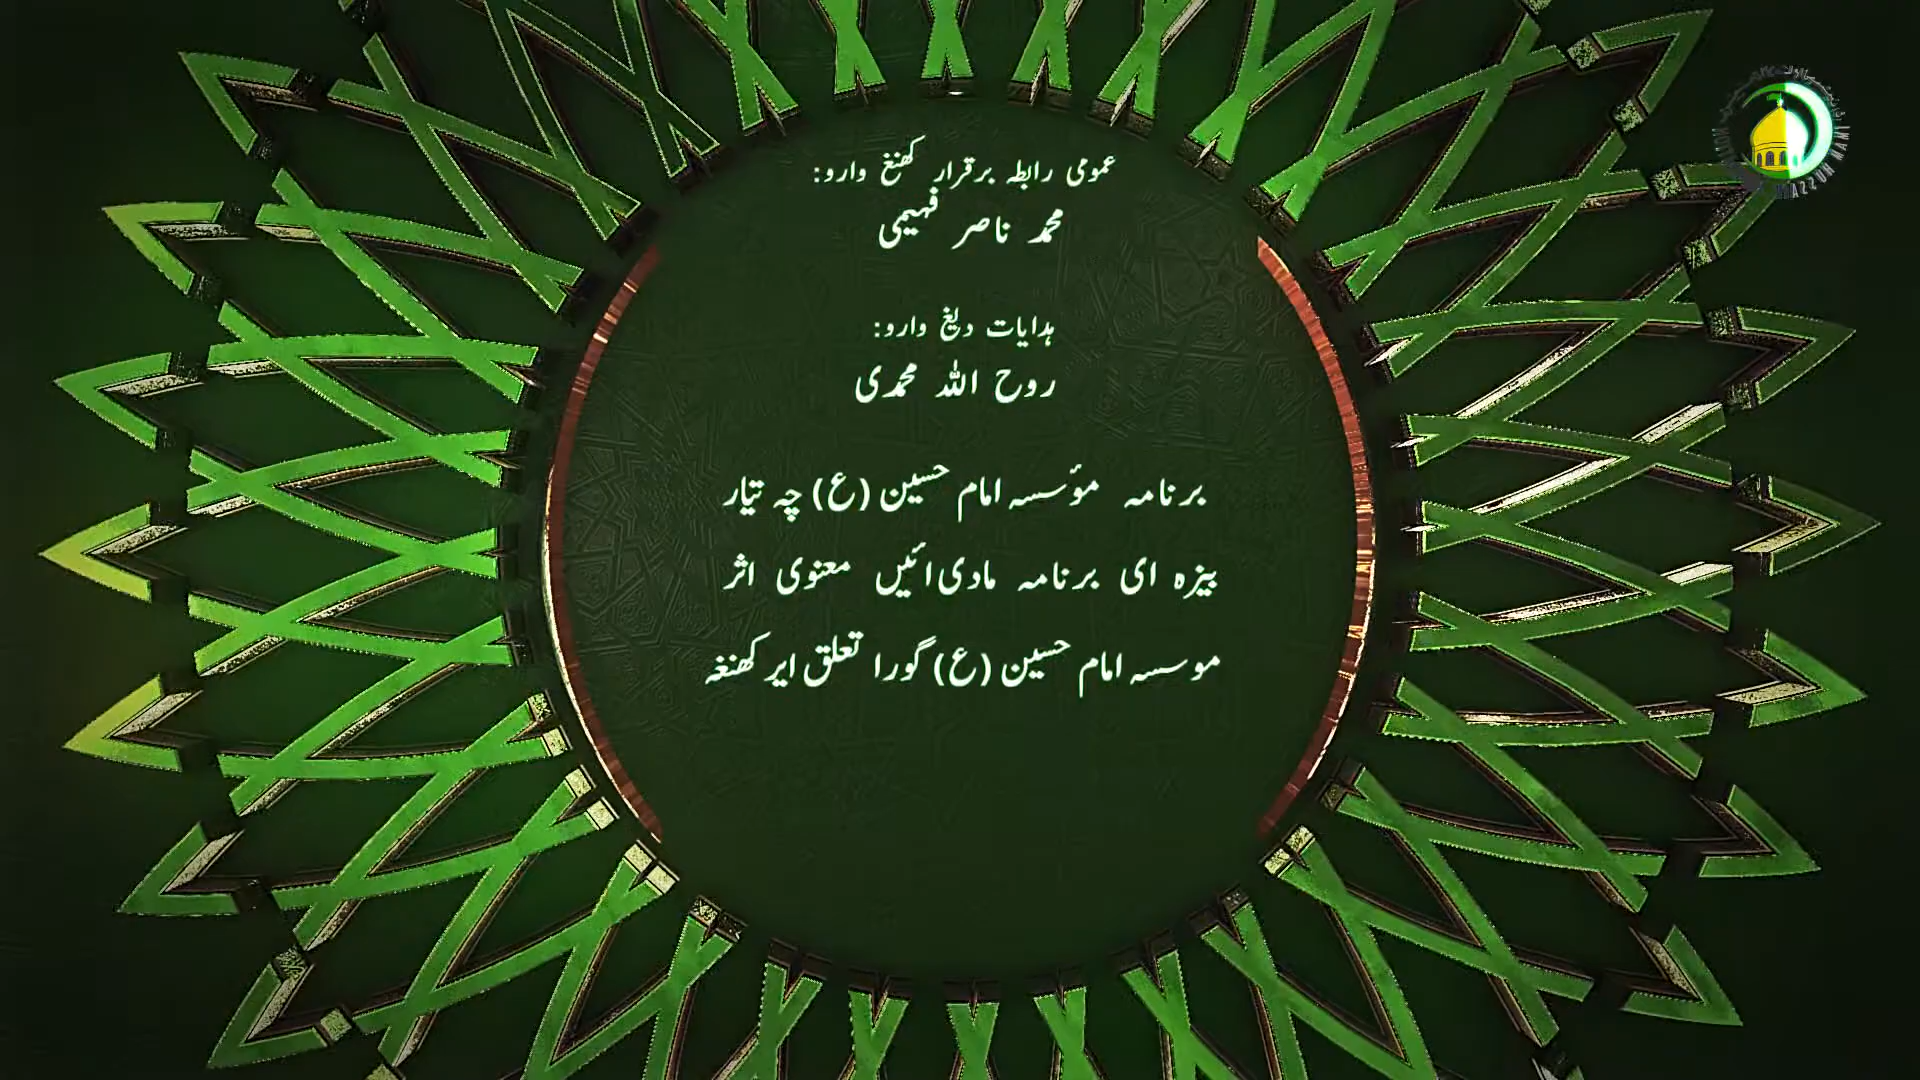 عمومی رابطہ برقرار کھنغ وارو:
محمد ناصر فہیمی
ہدایات دیغ وارو:
روح اللہ محمدی
برنامہ مؤسسہ امام حسین (ع) چہ تیار
بیزہ ای برنامہ مادی ائیں معنوی اثر
موسسہ امام حسین (ع) گورا تعلق ایر کھنغہ